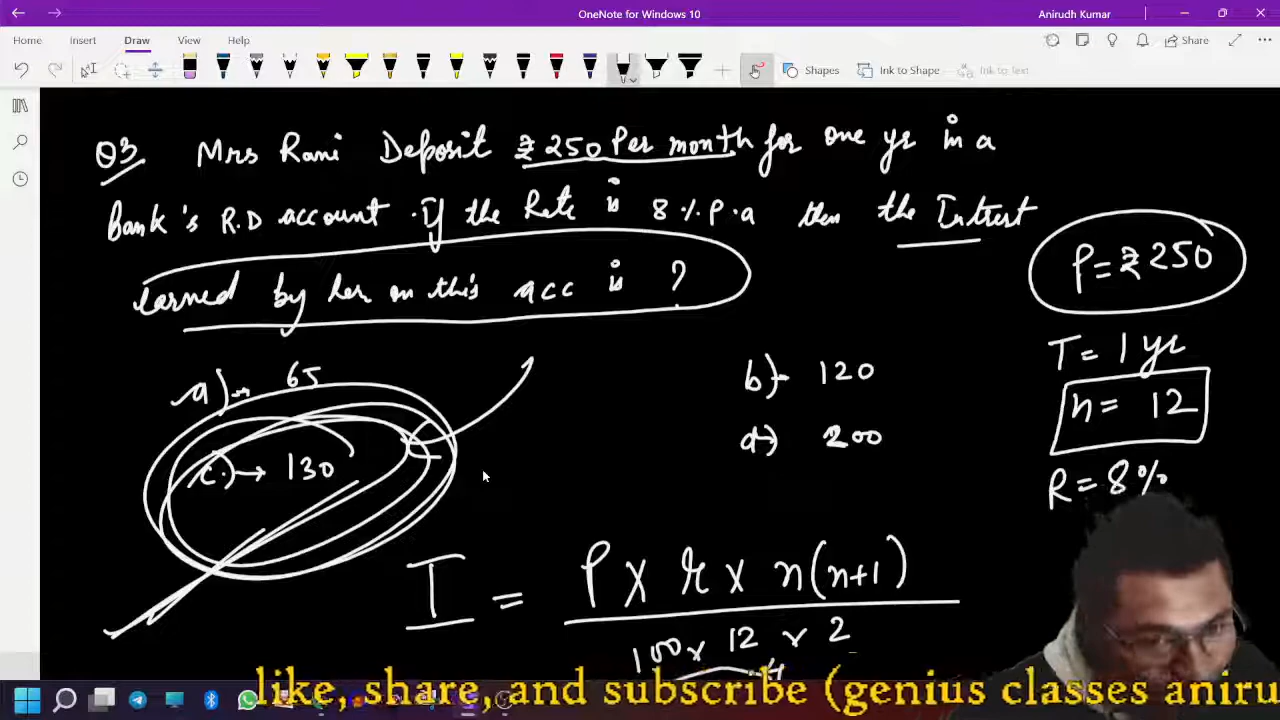 OneNote for Windows 10
Anirudh Kumar
Home Insert Draw View Help
Share
Shapes
Ink to Shape
Ink to Text
Q3 Mrs Rani Deposit ₹ 250 Per month for one yr in a
Bank's R.D account . If the Rate is 8 % P. a then the Intrest
earned by her on this acc is ?
P = ₹ 250
T = 1 yr
n = 12
R = 8 %
a) → 65
b) → 120
c.) → 130
d) → 200
I = P X r x n (n+1)
100 x 12 x 2
like, share, and subscribe (genius classes aniru